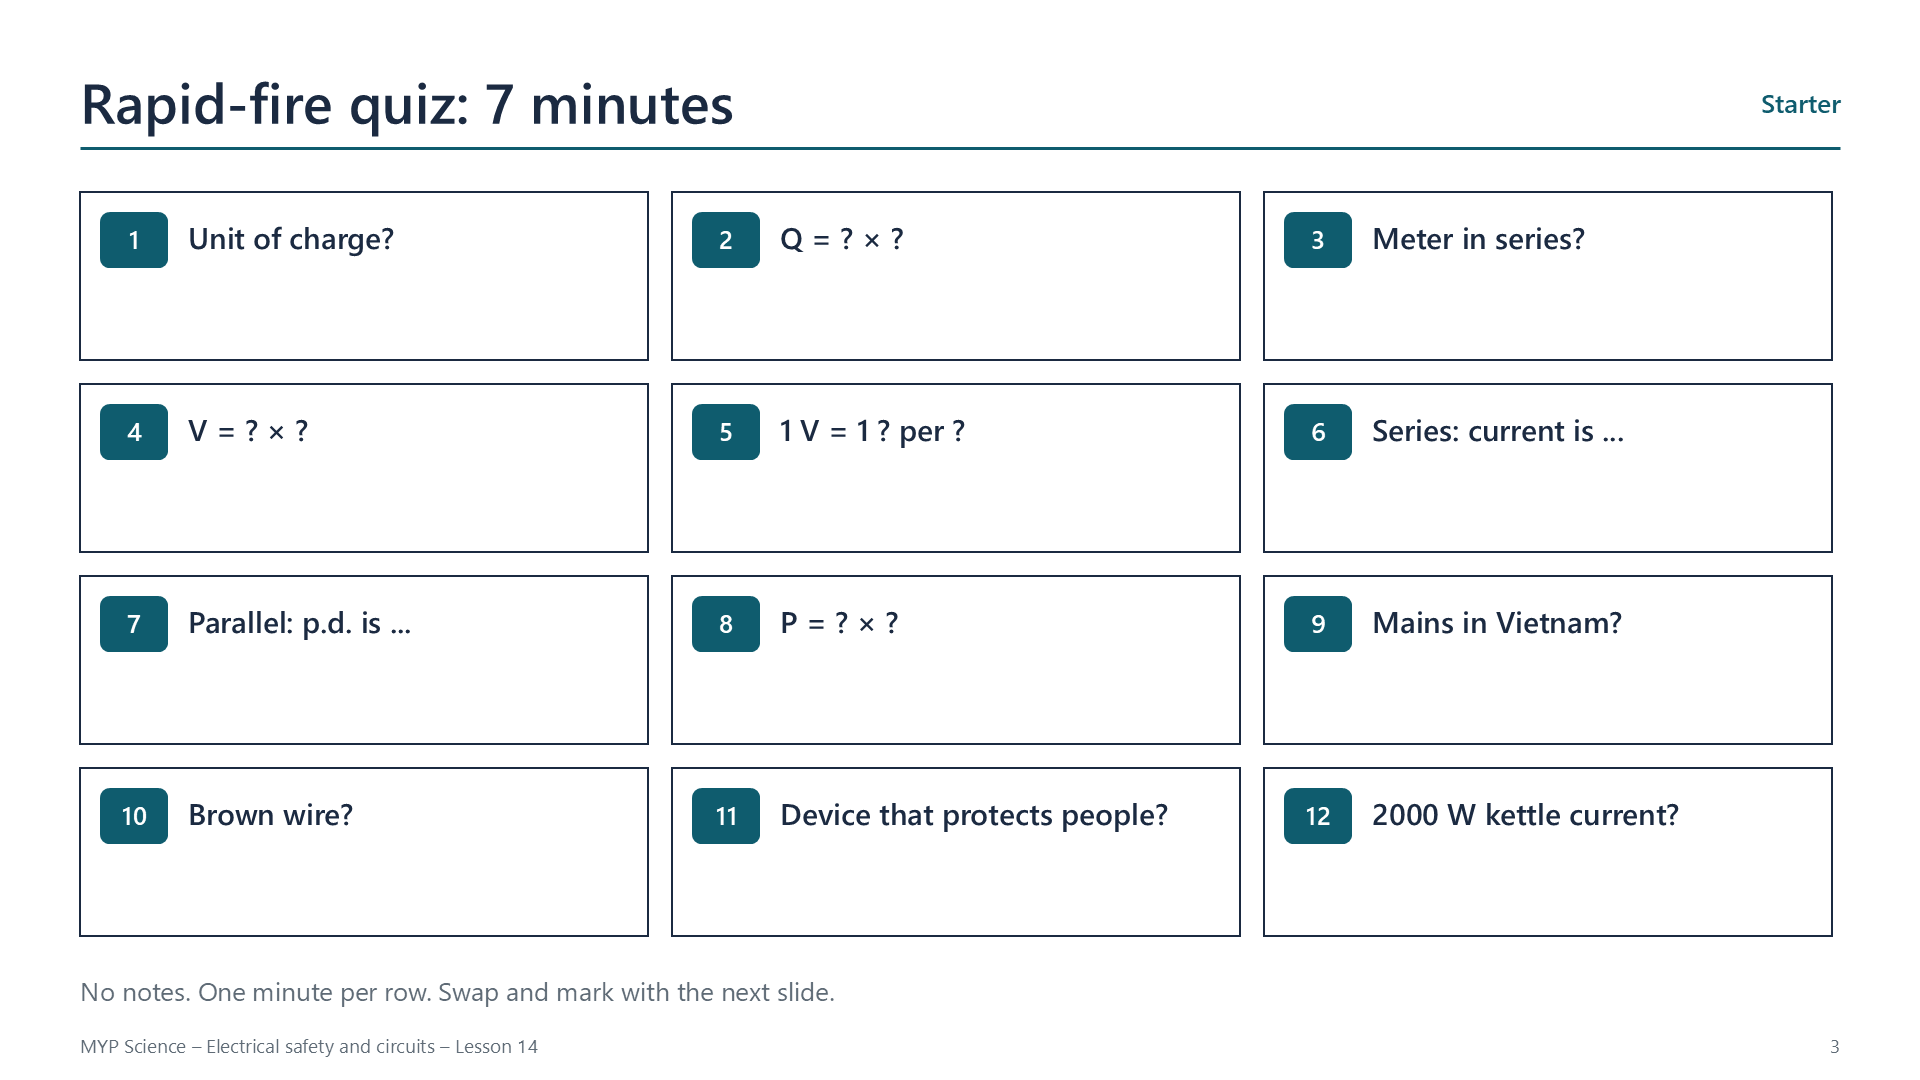 Rapid-fire quiz: 7 minutes
Starter
1 Unit of charge?
2 Q = ? × ?
3 Meter in series?
4 V = ? × ?
5 1 V = 1 ? per ?
6 Series: current is ...
7 Parallel: p.d. is ...
8 P = ? × ?
9 Mains in Vietnam?
10 Brown wire?
11 Device that protects people?
12 2000 W kettle current?
No notes. One minute per row. Swap and mark with the next slide.
MYP Science – Electrical safety and circuits – Lesson 14
3